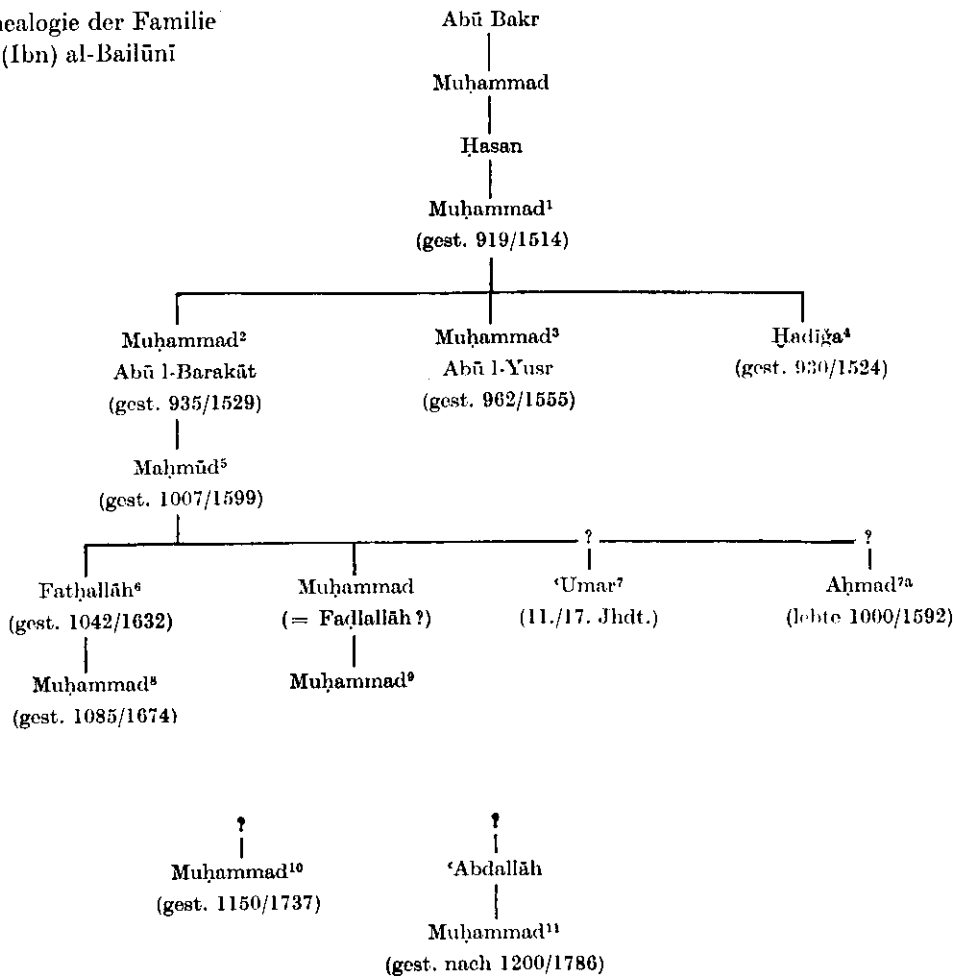 nealogie der Familie
(Ibn) al-Bailūnī
Abū Bakr
Muḥammad
Ḥasan
Muḥammad¹
(gest. 919/1514)
Muḥammad² Muḥammad³ Ḫadīǧa⁴
Abū l-Barakāt Abū l-Yusr (gest. 930/1524)
(gest. 935/1529) (gest. 962/1555)
Maḥmūd⁵
(gest. 1007/1599)
? ?
Fatḥallāh⁶ Muḥammad ʿUmar⁷ Aḥmad⁷ᵃ
(gest. 1042/1632) (= Faḍlallāh ?) (11./17. Jhdt.) (lebte 1000/1592)
Muḥammad⁸ Muḥammad⁹
(gest. 1085/1674)
? ?
Muḥammad¹⁰ ʿAbdallāh
(gest. 1150/1737)
Muḥammad¹¹
(gest. nach 1200/1786)